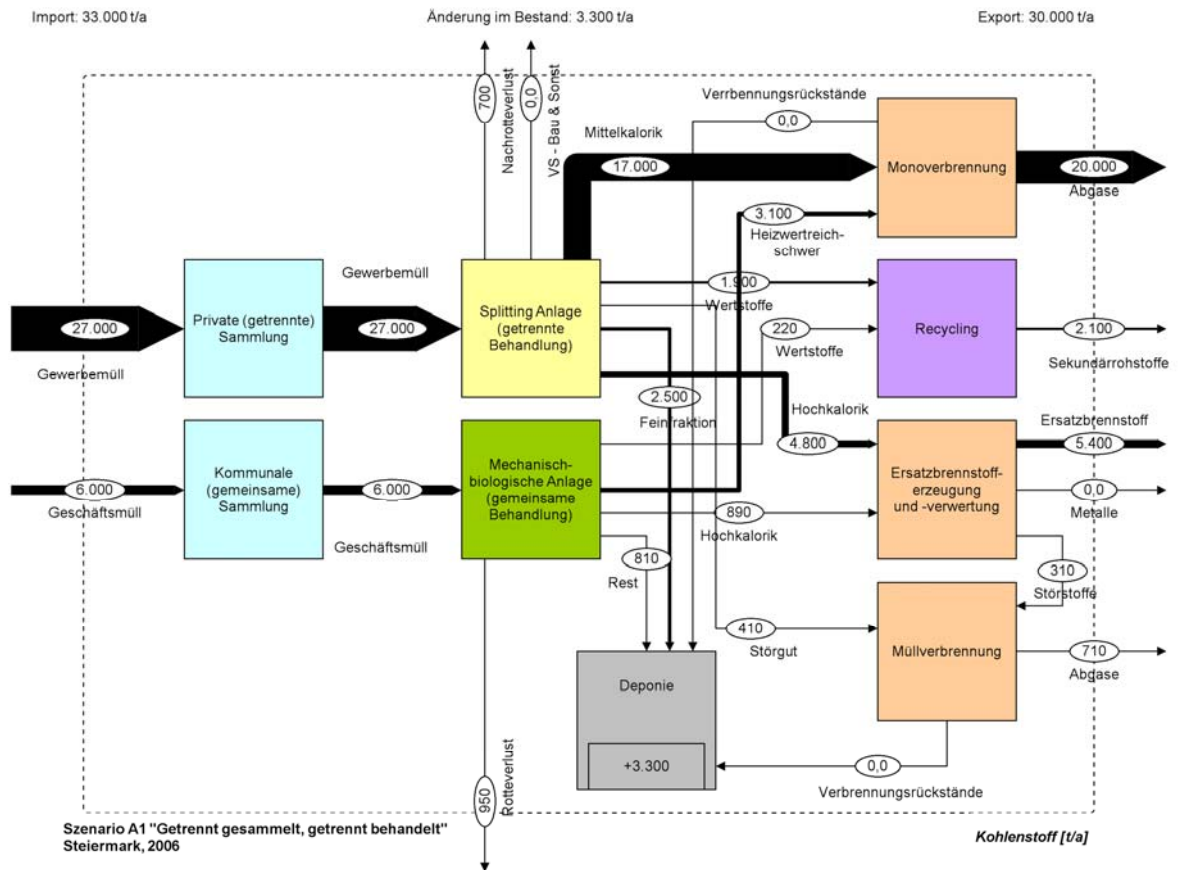 Import: 33.000 t/a
Änderung im Bestand: 3.300 t/a
Export: 30.000 t/a
700
Nachrotteverlust
0,0
VS - Bau & Sonst
Verrbennungsrückstände
0,0
Mittelkalorik
17.000
Monoverbrennung
20.000
Abgase
3.100
Heizwertreich-
schwer
Gewerbemüll
27.000
Gewerbemüll
Private (getrennte)
Sammlung
27.000
Splitting Anlage
(getrennte
Behandlung)
1.900
Wertstoffe
220
Wertstoffe
Recycling
2.100
Sekundärrohstoffe
2.500
Feinfraktion
Hochkalorik
4.800
Ersatzbrennstoff
5.400
6.000
Geschäftsmüll
Kommunale
(gemeinsame)
Sammlung
6.000
Geschäftsmüll
Mechanisch-
biologische Anlage
(gemeinsame
Behandlung)
890
Hochkalorik
Ersatzbrennstoff-
erzeugung
und -verwertung
0,0
Metalle
810
Rest
310
Störstoffe
410
Störgut
Müllverbrennung
710
Abgase
Deponie
+3.300
0,0
Verbrennungsrückstände
950
Rotteverlust
Szenario A1 "Getrennt gesammelt, getrennt behandelt"
Steiermark, 2006
Kohlenstoff [t/a]